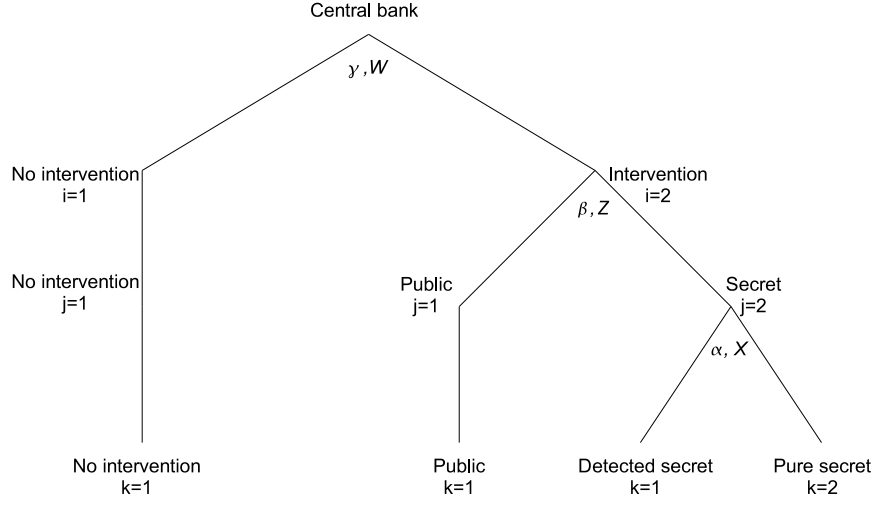 Central bank
γ, W
No intervention
i=1
Intervention
i=2
β, Z
No intervention
j=1
Public
j=1
Secret
j=2
α, X
No intervention
k=1
Public
k=1
Detected secret
k=1
Pure secret
k=2